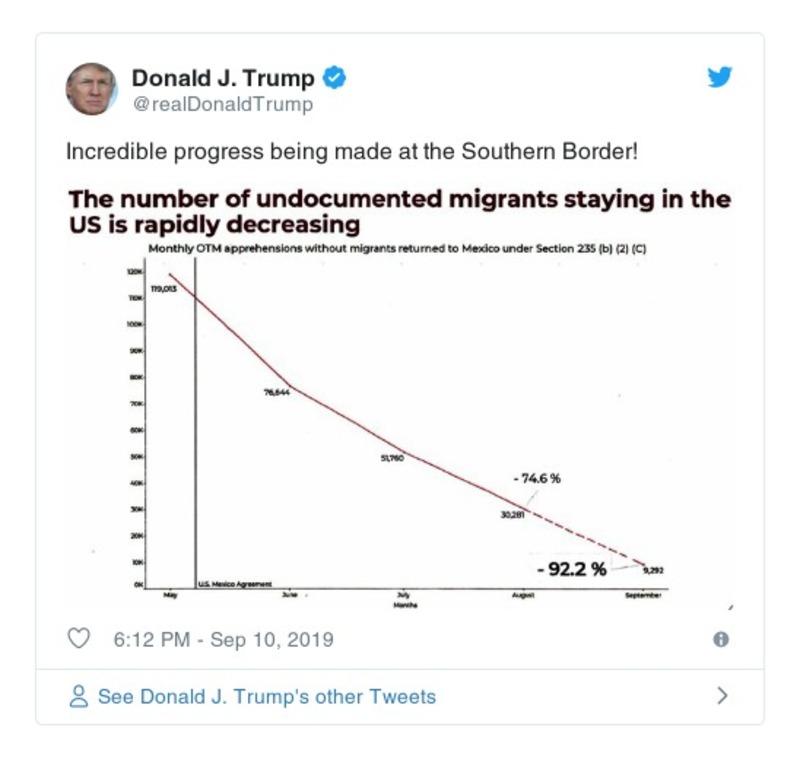 Donald J. Trump
@realDonaldTrump
Incredible progress being made at the Southern Border!
The number of undocumented migrants staying in the
US is rapidly decreasing
Monthly OTM apprehensions without migrants returned to Mexico under Section 235 (b) (2) (C)
120K
119,013
110K
100K
90K
80K
76,644
70K
60K
50K
51,760
- 74.6 %
40K
30K
30,281
20K
10K
- 92.2 %
9,292
0K
U.S. Mexico Agreement
May
June
July
August
September
Months
6:12 PM - Sep 10, 2019
See Donald J. Trump's other Tweets